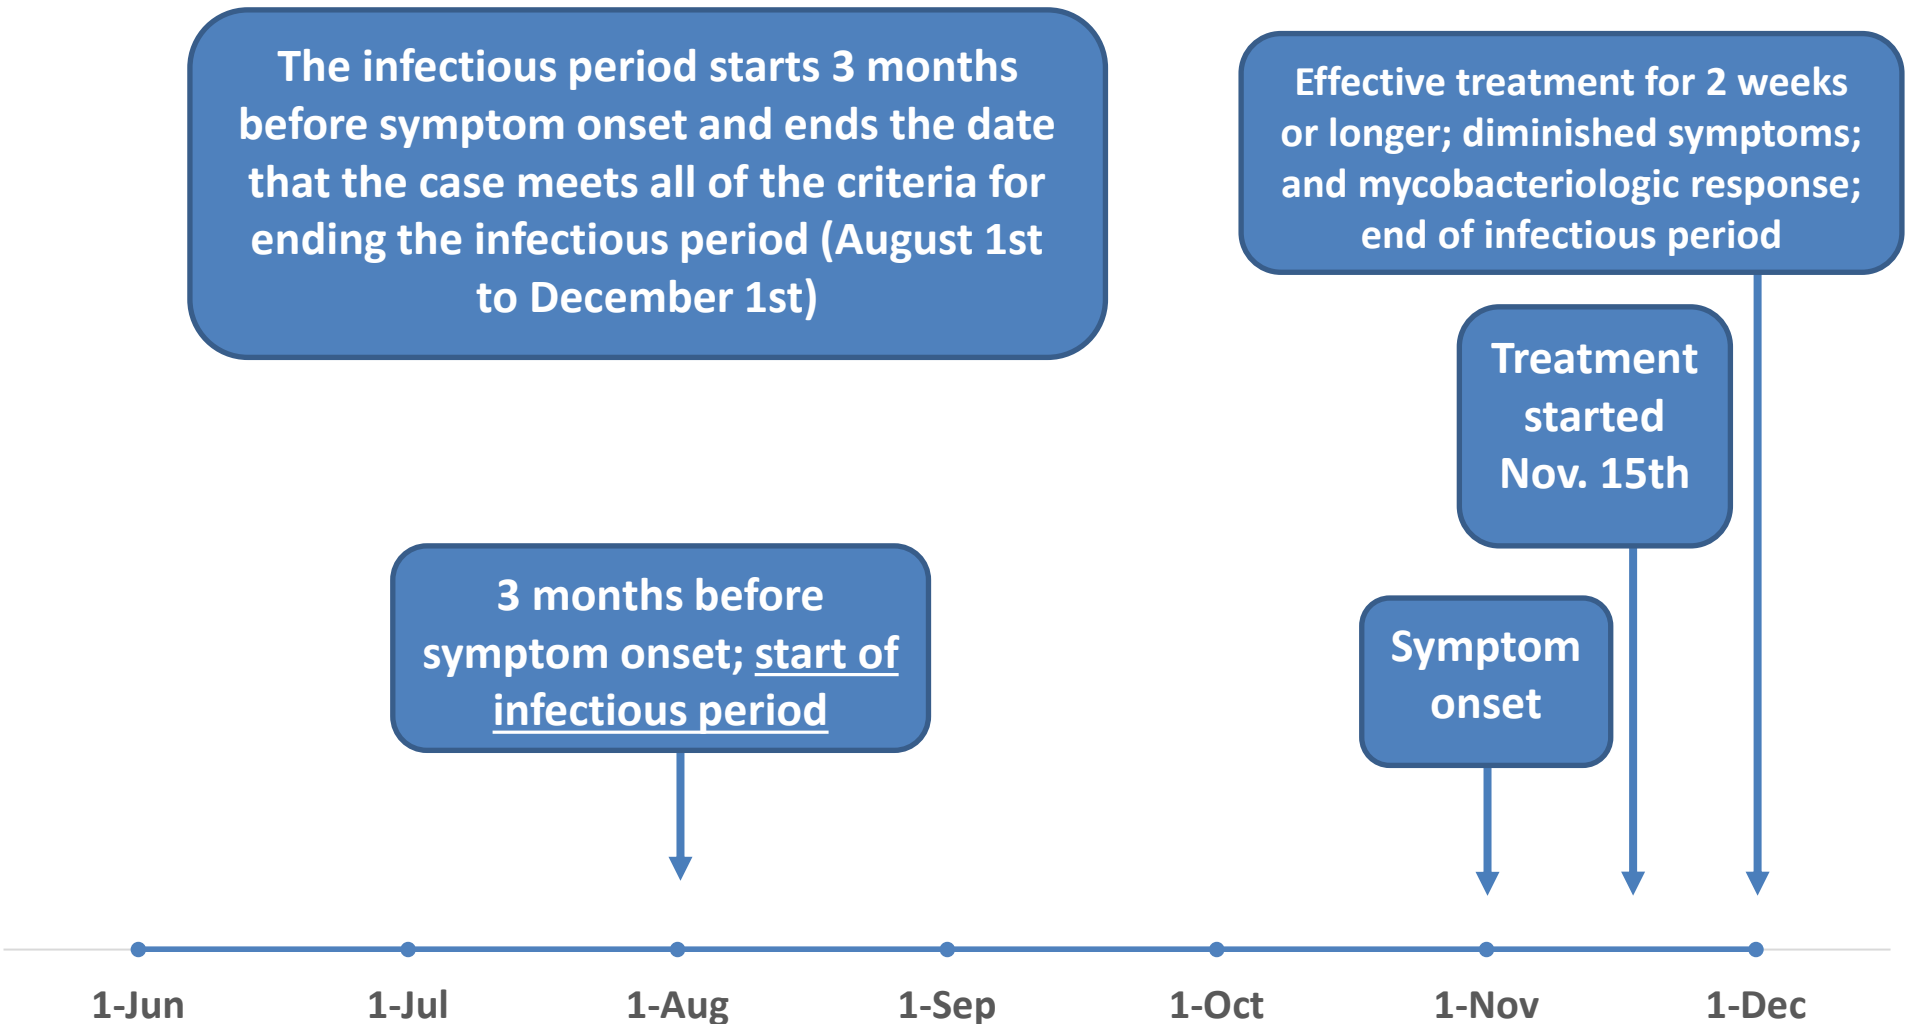 The infectious period starts 3 months
before symptom onset and ends the date
that the case meets all of the criteria for
ending the infectious period (August 1st
to December 1st)
Effective treatment for 2 weeks
or longer; diminished symptoms;
and mycobacteriologic response;
end of infectious period
Treatment
started
Nov. 15th
3 months before
symptom onset; start of
infectious period
Symptom
onset
1-Jun
1-Jul
1-Aug
1-Sep
1-Oct
1-Nov
1-Dec